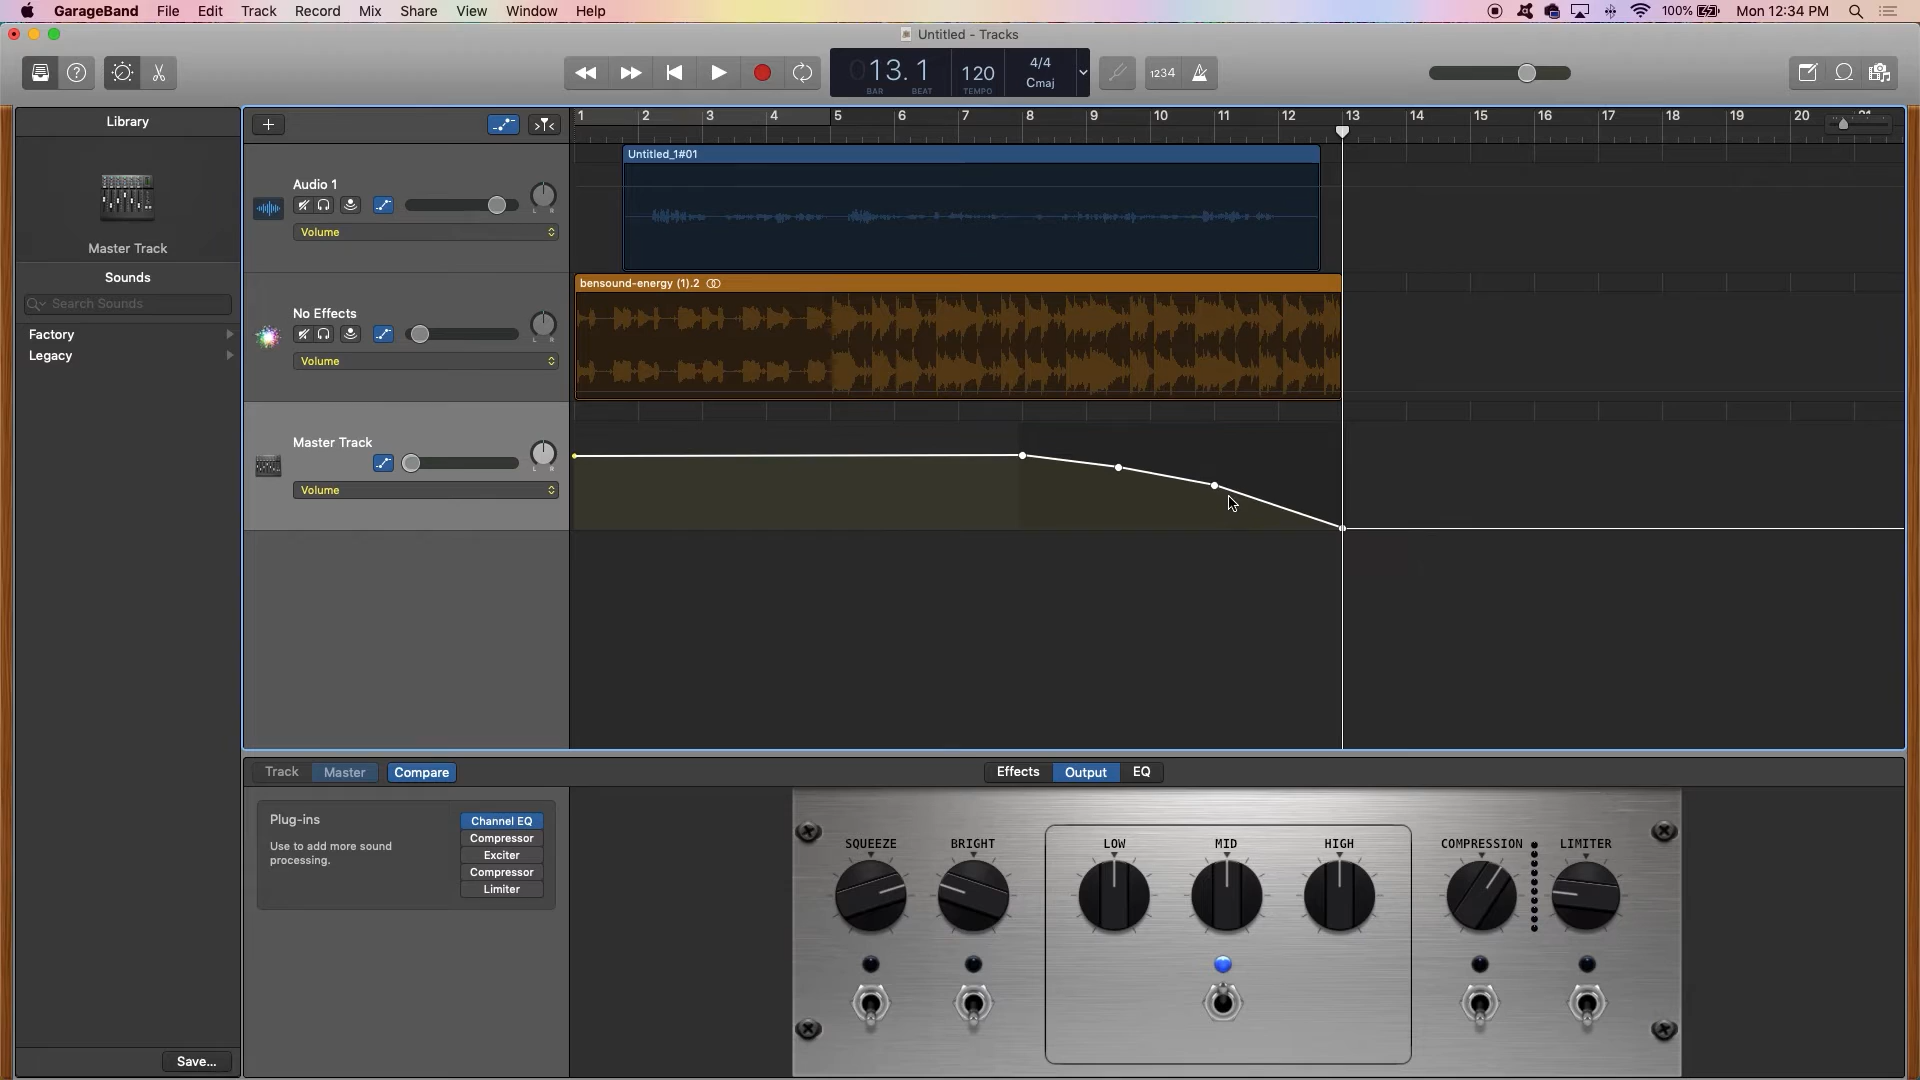 GarageBand File Edit Track Record Mix Share View Window Help 100% Mon 12:34 PM
Untitled - Tracks
013. 1 120 4/4
Cmaj
BAR BEAT TEMPO
1234
Library
Master Track
Sounds
Search Sounds
Factory
Legacy
Save...
1 2 3 4 5 6 7 8 9 10 11 12 13 14 15 16 17 18 19 20
Audio 1
L R
Volume
Untitled_1#01
No Effects
L R
Volume
bensound-energy (1).2
Master Track
L R
Volume
Track Master Compare Effects Output EQ
Plug-ins
Use to add more sound
processing.
Channel EQ
Compressor
Exciter
Compressor
Limiter
SQUEEZE BRIGHT LOW MID HIGH COMPRESSION LIMITER